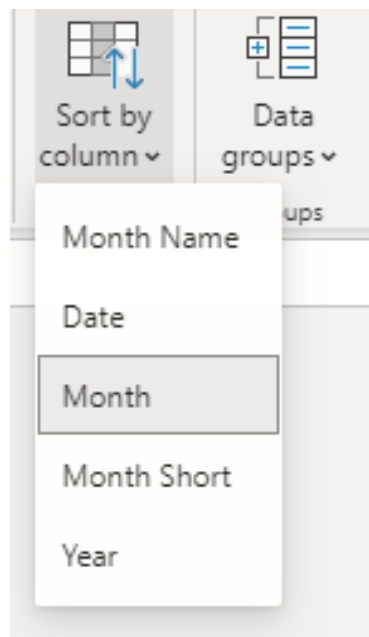 Sort by
column
Data
groups
ups
Month Name
Date
Month
Month Short
Year